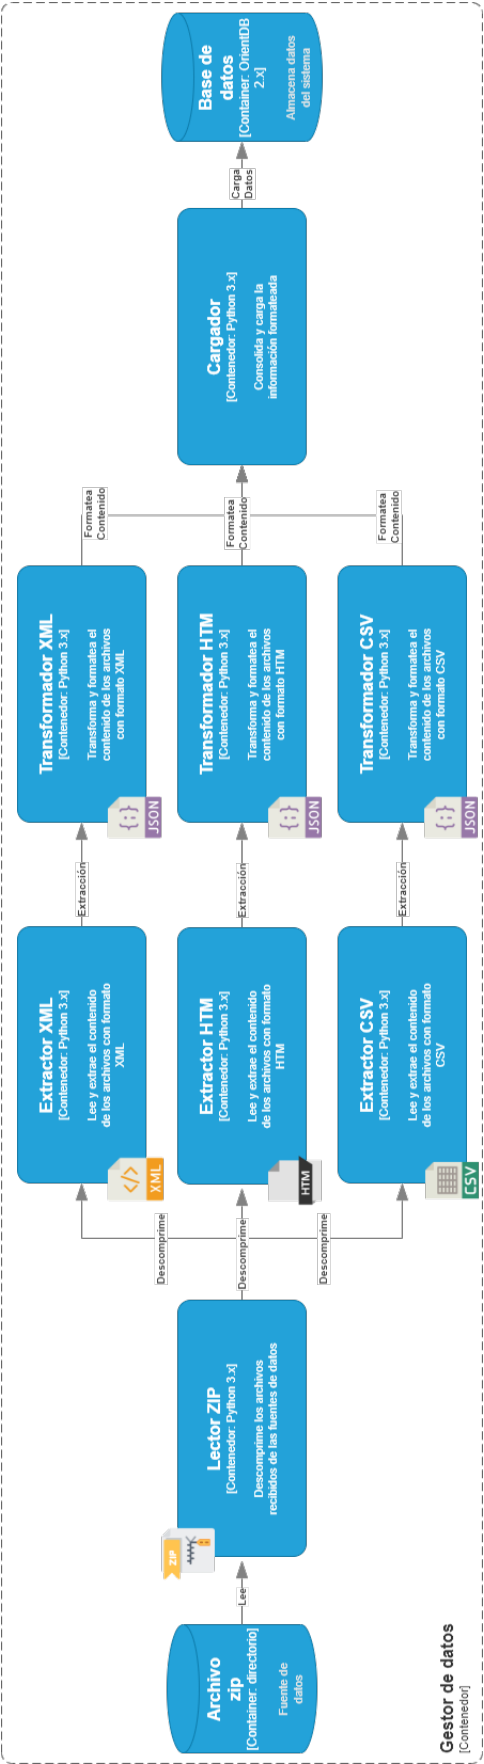 Archivo
zip
[Container: directorio]
Fuente de
datos
Lee
ZIP
Lector ZIP
[Contenedor: Python 3.x]
Descomprime los archivos
recibidos de las fuentes de datos
Descomprime
Descomprime
Descomprime
XML
Extractor XML
[Contenedor: Python 3.x]
Lee y extrae el contenido
de los archivos con formato
XML
HTM
Extractor HTM
[Contenedor: Python 3.x]
Lee y extrae el contenido
de los archivos con formato
HTM
CSV
Extractor CSV
[Contenedor: Python 3.x]
Lee y extrae el contenido
de los archivos con formato
CSV
Extracción
Extracción
Extracción
JSON
Transformador XML
[Contenedor: Python 3.x]
Transforma y formatea el
contenido de los archivos
con formato XML
JSON
Transformador HTM
[Contenedor: Python 3.x]
Transforma y formatea el
contenido de los archivos
con formato HTM
JSON
Transformador CSV
[Contenedor: Python 3.x]
Transforma y formatea el
contenido de los archivos
con formato CSV
Formatea
Contenido
Formatea
Contenido
Formatea
Contenido
Cargador
[Contenedor: Python 3.x]
Consolida y carga la
información formateada
Carga
Datos
Base de
datos
[Container: OrientDB
2.x]
Almacena datos
del sistema
Gestor de datos
[Contenedor]